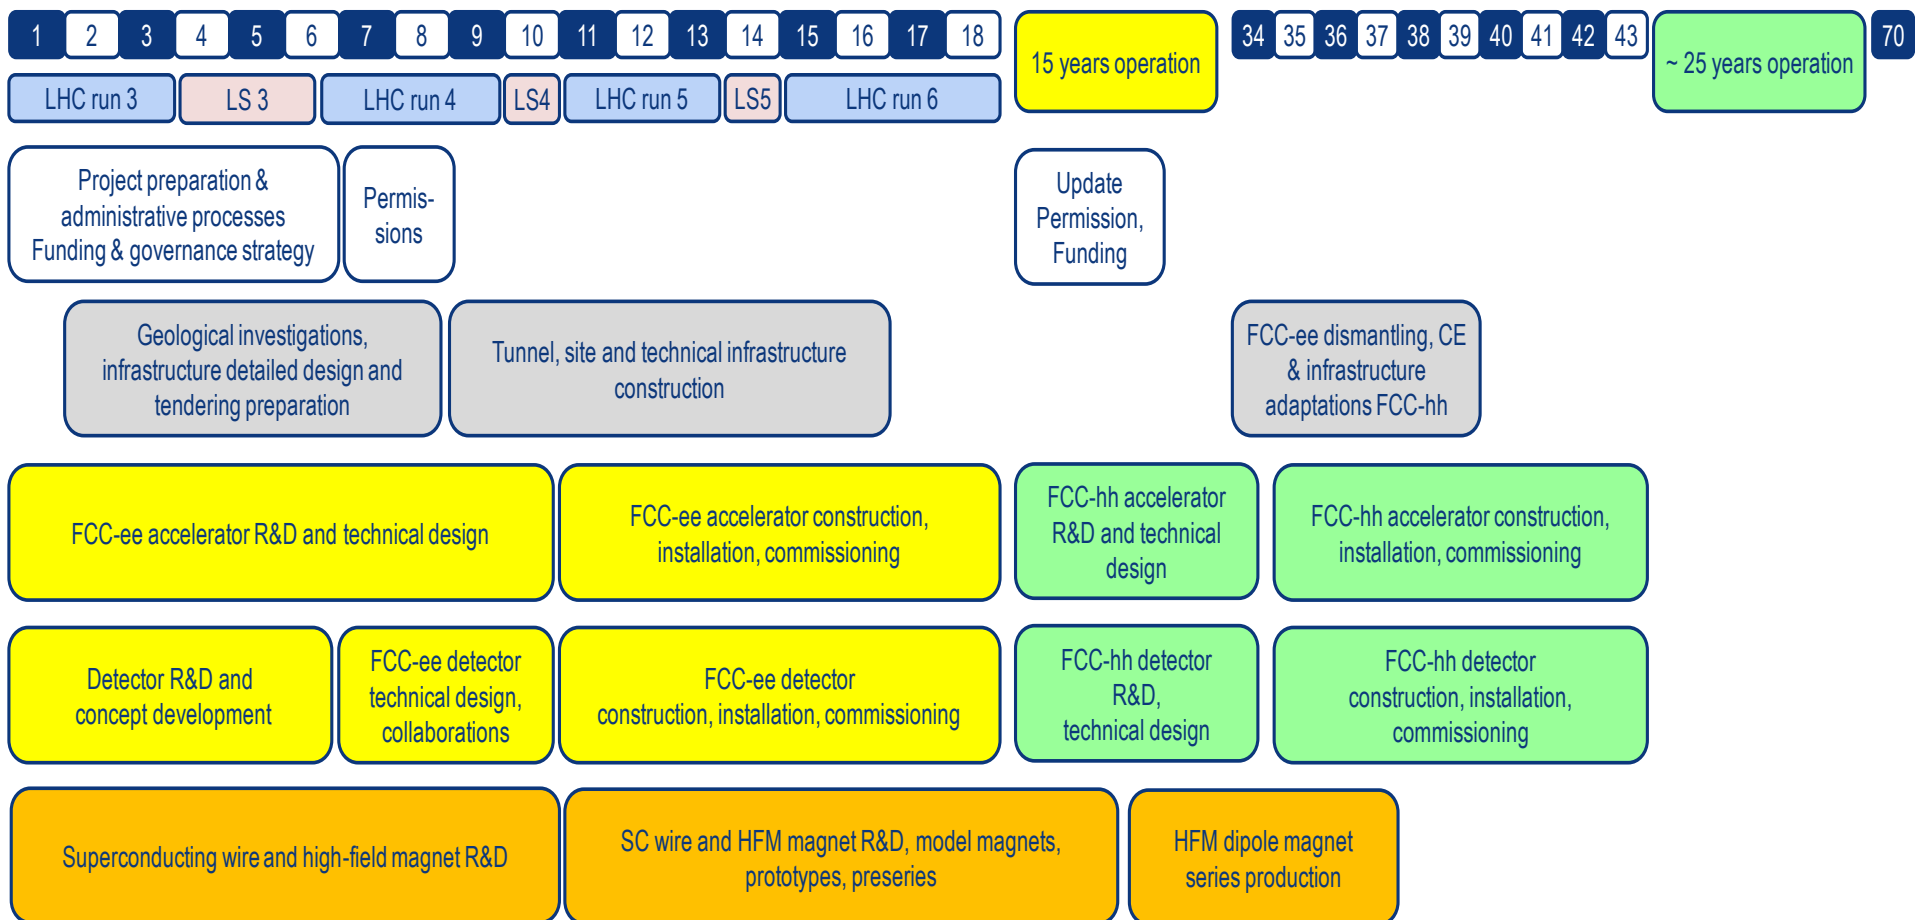 1 2 3 4 5 6 7 8 9 10 11 12 13 14 15 16 17 18
15 years operation
34 35 36 37 38 39 40 41 42 43
~ 25 years operation
70
LHC run 3
LS 3
LHC run 4
LS4
LHC run 5
LS5
LHC run 6
Project preparation &
administrative processes
Funding & governance strategy
Permis-
sions
Update
Permission,
Funding
Geological investigations,
infrastructure detailed design and
tendering preparation
Tunnel, site and technical infrastructure
construction
FCC-ee dismantling, CE
& infrastructure
adaptations FCC-hh
FCC-ee accelerator R&D and technical design
FCC-ee accelerator construction,
installation, commissioning
FCC-hh accelerator
R&D and technical
design
FCC-hh accelerator construction,
installation, commissioning
Detector R&D and
concept development
FCC-ee detector
technical design,
collaborations
FCC-ee detector
construction, installation, commissioning
FCC-hh detector
R&D,
technical design
FCC-hh detector
construction, installation,
commissioning
Superconducting wire and high-field magnet R&D
SC wire and HFM magnet R&D, model magnets,
prototypes, preseries
HFM dipole magnet
series production